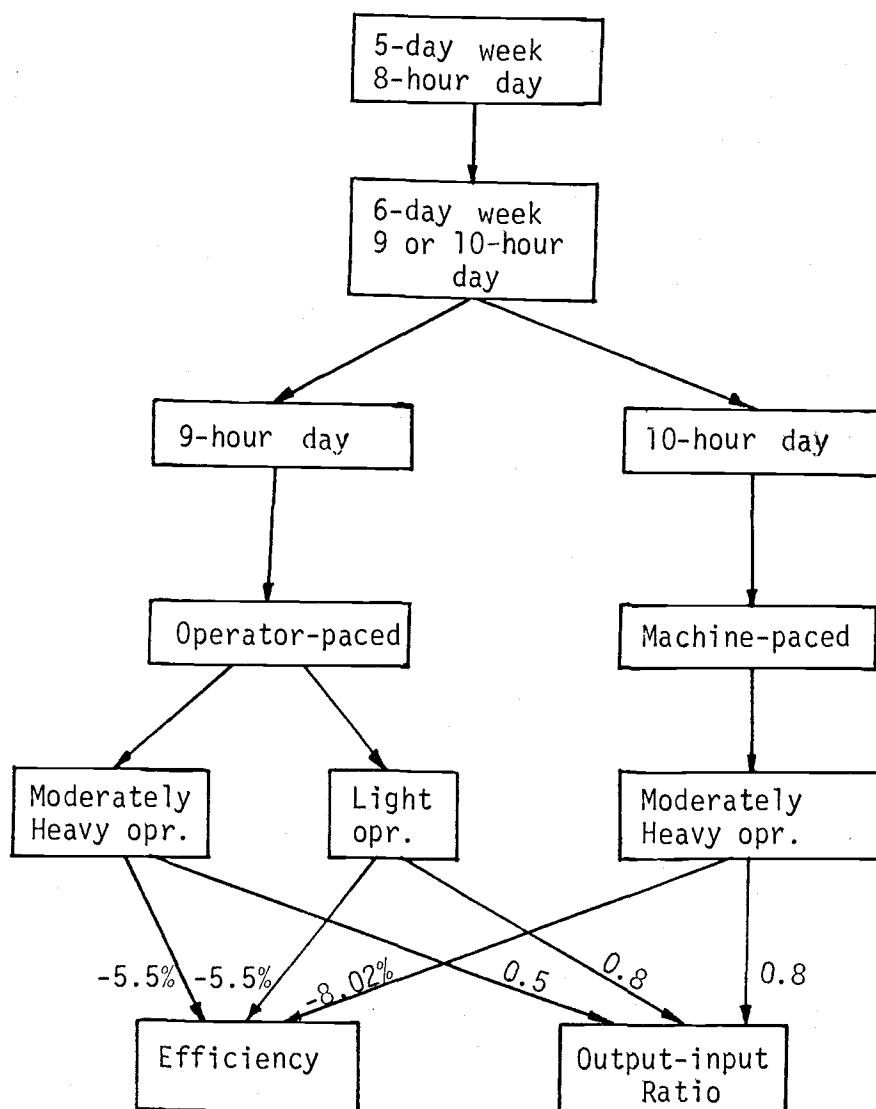 5-day week
8-hour day
6-day week
9 or 10-hour
day
9-hour day
10-hour day
Operator-paced
Machine-paced
Moderately
Heavy opr.
Light
opr.
Moderately
Heavy opr.
-5.5%
-5.5%
-8.02%
0.5
0.8
0.8
Efficiency
Output-input
Ratio